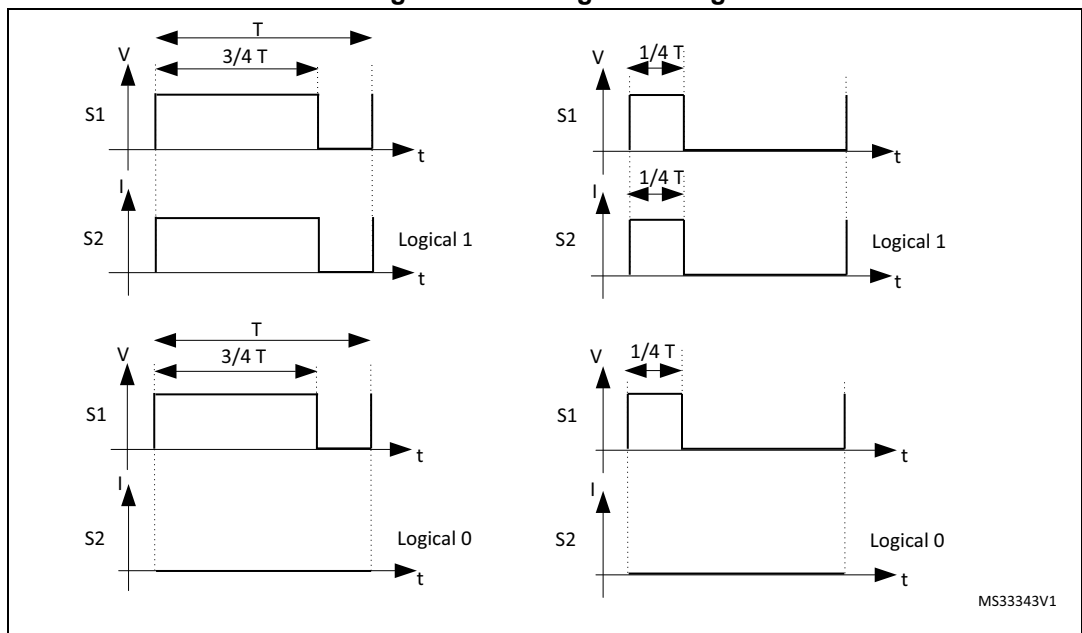 T
3/4 T
V
S1
t
I
S2
Logical 1
t
1/4 T
V
S1
t
1/4 T
I
S2
Logical 1
t
T
3/4 T
V
S1
t
I
S2
Logical 0
t
1/4 T
V
S1
t
I
S2
Logical 0
t
MS33343V1